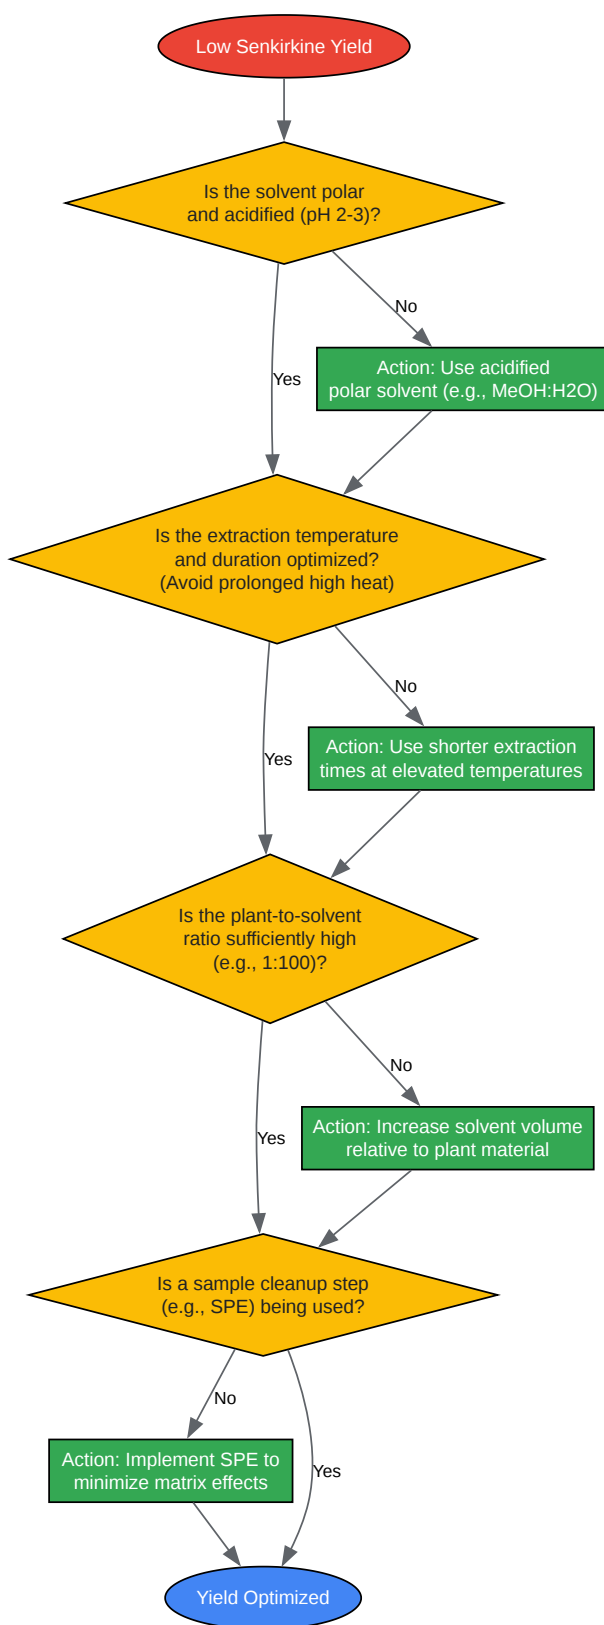 Low Senkirkine Yield
Is the solvent polar
and acidified (pH 2-3)?
No
Yes
Action: Use acidified
polar solvent (e.g., MeOH:H2O)
Is the extraction temperature
and duration optimized?
(Avoid prolonged high heat)
No
Yes
Action: Use shorter extraction
times at elevated temperatures
Is the plant-to-solvent
ratio sufficiently high
(e.g., 1:100)?
No
Yes
Action: Increase solvent volume
relative to plant material
Is a sample cleanup step
(e.g., SPE) being used?
No
Yes
Action: Implement SPE to
minimize matrix effects
Yield Optimized